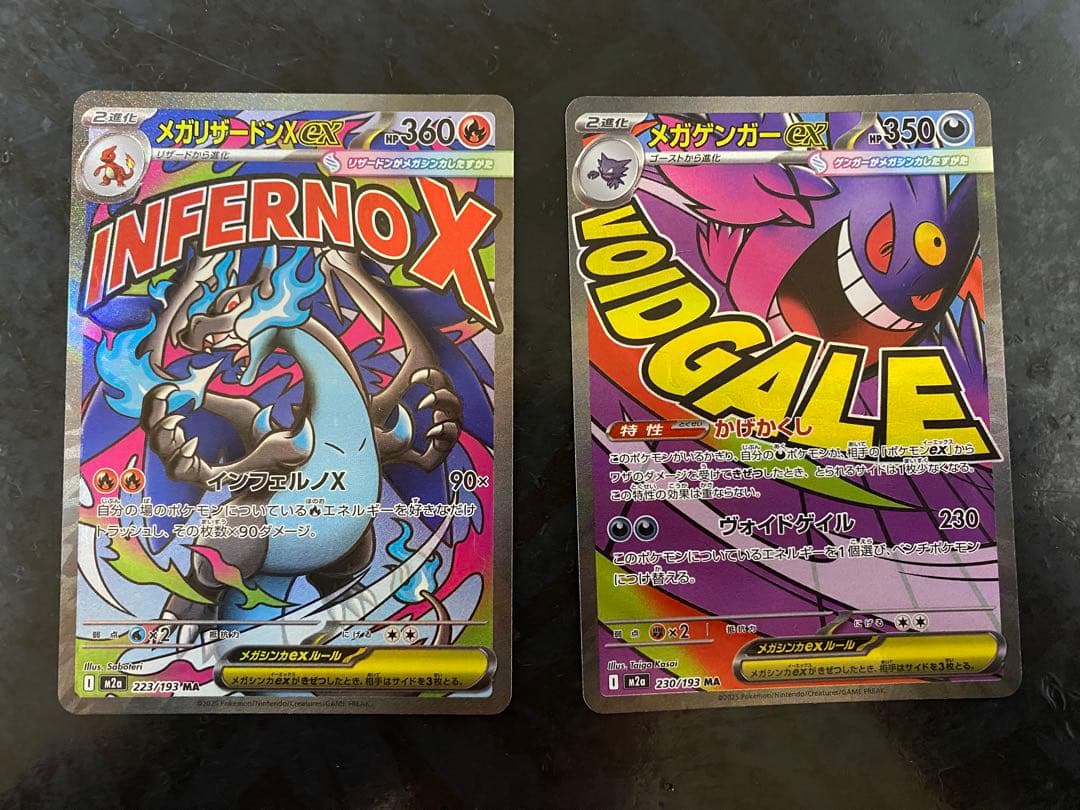 2進化
メガリザードンXex
HP360
リザードから進化
リザードンがメガシンカしたすがた
INFERNO X
インフェルノX
90×
自分の場のポケモンについているエネルギーを好きなだけ
トラッシュし、その枚数×90ダメージ。
弱点
×2
抵抗力
にげる
メガシンカexルール
メガシンカexがきぜつしたとき、相手はサイドを3枚とる。
Illus. Saboteri
I
m2a
223/193 MA
©2025 Pokémon/Nintendo/Creatures/GAME FREAK.
2進化
メガゲンガーex
HP350
ゴーストから進化
ゲンガーがメガシンカしたすがた
VOID GALE
特性
とくせい
かげかくし
このポケモンがいるかぎり、自分のポケモンが、相手の「ポケモンex」から
ワザのダメージを受けてきぜつしたとき、とられるサイドは1枚少なくなる。
この特性の効果は重ならない。
ヴォイドゲイル
230
このポケモンについているエネルギーを1個選び、ベンチポケモン
につけ替える。
弱点
×2
抵抗力
にげる
メガシンカexルール
メガシンカexがきぜつしたとき、相手はサイドを3枚とる。
Illus. Taiga Kasai
I
m2a
230/193 MA
©2025 Pokémon/Nintendo/Creatures/GAME FREAK.